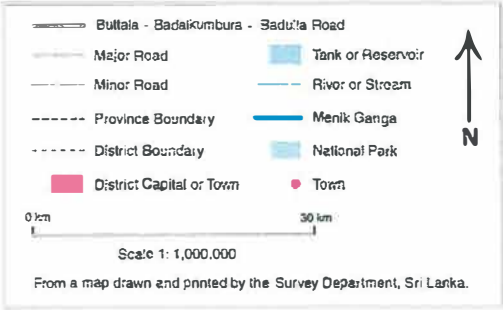 Buttala - Badalkumbura - Badulla Road
Major Road
Tank or Reservoir
Minor Road
River or Stream
Province Boundary
Menik Ganga
District Boundary
National Park
District Capital or Town
Town
N
0 km
30 km
Scale 1: 1,000,000
From a map drawn and printed by the Survey Department, Sri Lanka.